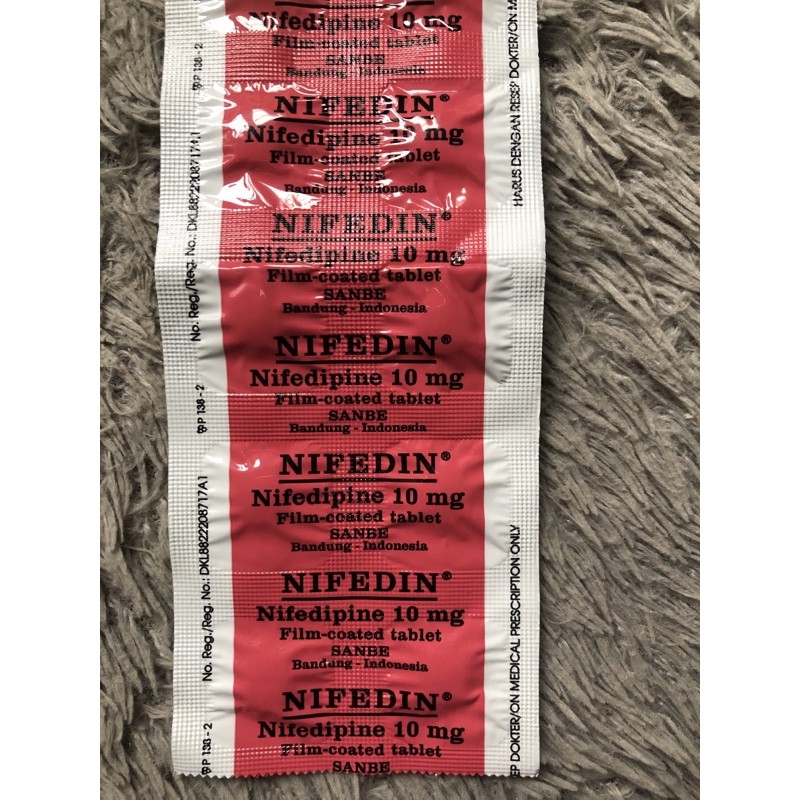 Nifedipine 10 mg
Film-coated tablet
SANBE
Bandung - Indonesia
NIFEDIN®
Nifedipine 10 mg
Film-coated tablet
SANBE
Bandung - Indonesia
NIFEDIN®
Nifedipine 10 mg
Film-coated tablet
SANBE
Bandung - Indonesia
NIFEDIN®
Nifedipine 10 mg
Film-coated tablet
SANBE
Bandung - Indonesia
NIFEDIN®
Nifedipine 10 mg
Film-coated tablet
SANBE
Bandung - Indonesia
NIFEDIN®
Nifedipine 10 mg
Film-coated tablet
SANBE
Bandung - Indonesia
NIFEDIN®
Nifedipine 10 mg
Film-coated tablet
SANBE
P 138 - 2
No. Reg./Reg. No.: DKL8822208717A1
P 138 - 2
No. Reg./Reg. No.: DKL8822208717A1
P 138 - 2
HARUS DENGAN RESEP DOKTER/ON M
EP DOKTER/ON MEDICAL PRESCRIPTION ONLY